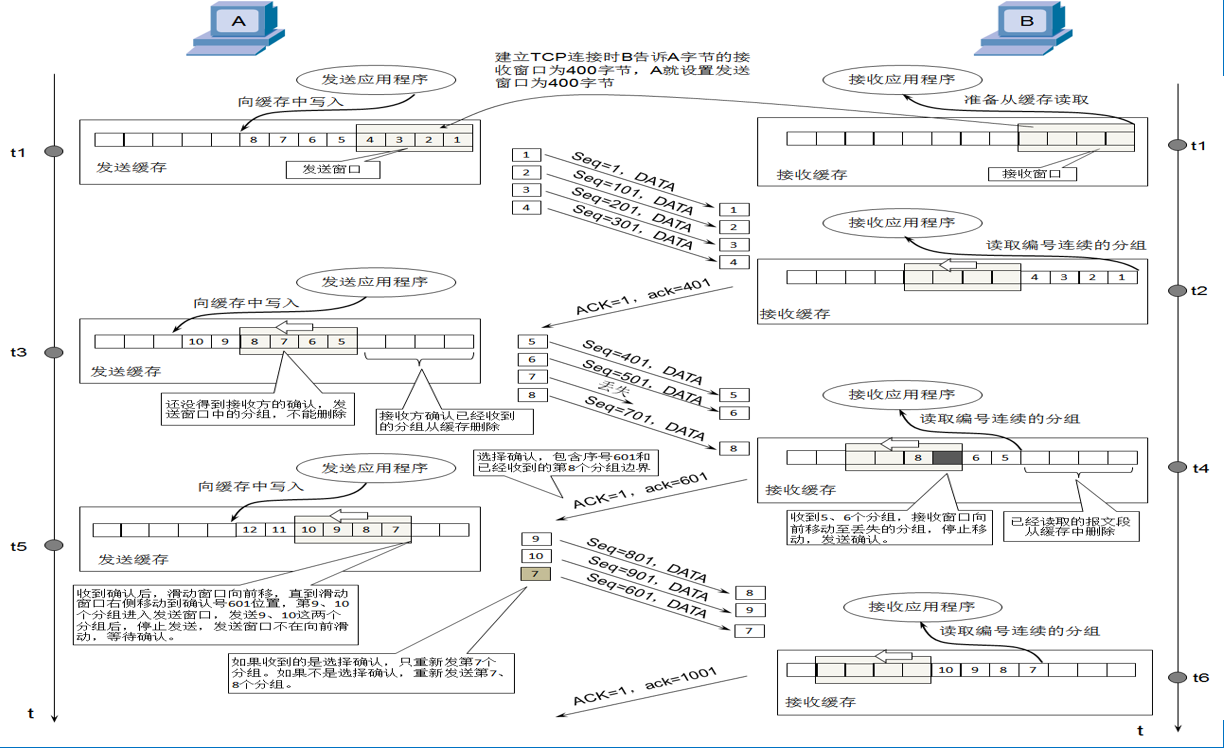 A
B
建立TCP连接时B告诉A字节的接
收窗口为400字节，A就设置发送
窗口为400字节
发送应用程序
向缓存中写入
8 7 6 5 4 3 2 1
发送缓存
发送窗口
t1
接收应用程序
准备从缓存读取
接收缓存
接收窗口
t1
1
2
3
4
Seq=1，DATA
Seq=101，DATA
Seq=201，DATA
Seq=301，DATA
1
2
3
4
接收应用程序
读取编号连续的分组
4 3 2 1
接收缓存
t2
ACK=1，ack=401
发送应用程序
向缓存中写入
10 9 8 7 6 5
发送缓存
t3
还没得到接收方的确认，发
送窗口中的分组，不能删除
接收方确认已经收到
的分组从缓存删除
5
6
7
8
Seq=401，DATA
Seq=501，DATA
丢失
Seq=701，DATA
5
6
8
接收应用程序
读取编号连续的分组
8 6 5
接收缓存
t4
收到5、6个分组，接收窗口向
前移动至丢失的分组，停止移
动，发送确认。
已经读取的报文段
从缓存中删除
选择确认，包含序号601和
已经收到的第8个分组边界
ACK=1，ack=601
发送应用程序
向缓存中写入
12 11 10 9 8 7
发送缓存
t5
收到确认后，滑动窗口向前移，直到滑动
窗口右侧移动到确认号601位置，第9、10
个分组进入发送窗口，发送9、10这两个
分组后，停止发送，发送窗口不在向前滑
动，等待确认。
9
10
7
Seq=801，DATA
Seq=901，DATA
Seq=601，DATA
8
9
7
如果收到的是选择确认，只重新发第7个
分组。如果不是选择确认，重新发送第7、
8个分组。
接收应用程序
读取编号连续的分组
10 9 8 7
接收缓存
t6
ACK=1，ack=1001
t
t